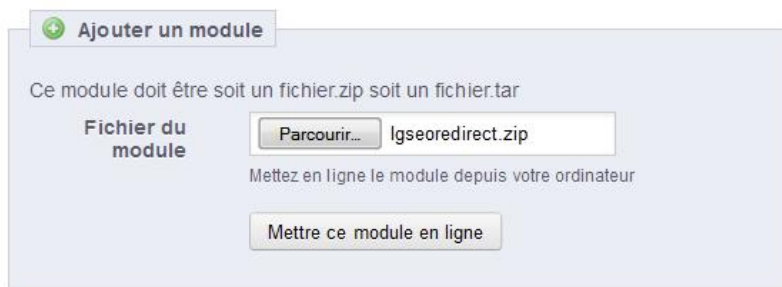 Ajouter un module
Ce module doit être soit un fichier.zip soit un fichier.tar
Fichier du
module
Parcourir... lgseoredirect.zip
Mettez en ligne le module depuis votre ordinateur
Mettre ce module en ligne